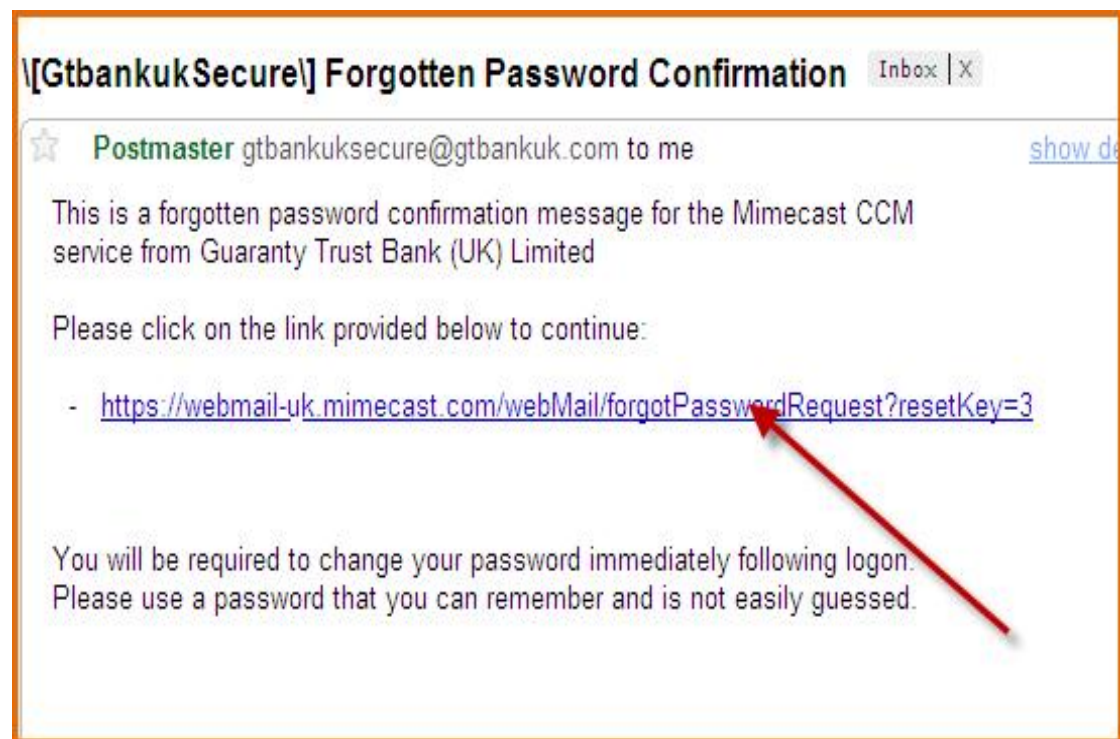 \[GtbankukSecure\] Forgotten Password Confirmation Inbox | X
Postmaster gtbankuksecure@gtbankuk.com to me show de
This is a forgotten password confirmation message for the Mimecast CCM
service from Guaranty Trust Bank (UK) Limited
Please click on the link provided below to continue:
- https://webmail-uk.mimecast.com/webMail/forgotPasswordRequest?resetKey=3
You will be required to change your password immediately following logon.
Please use a password that you can remember and is not easily guessed.